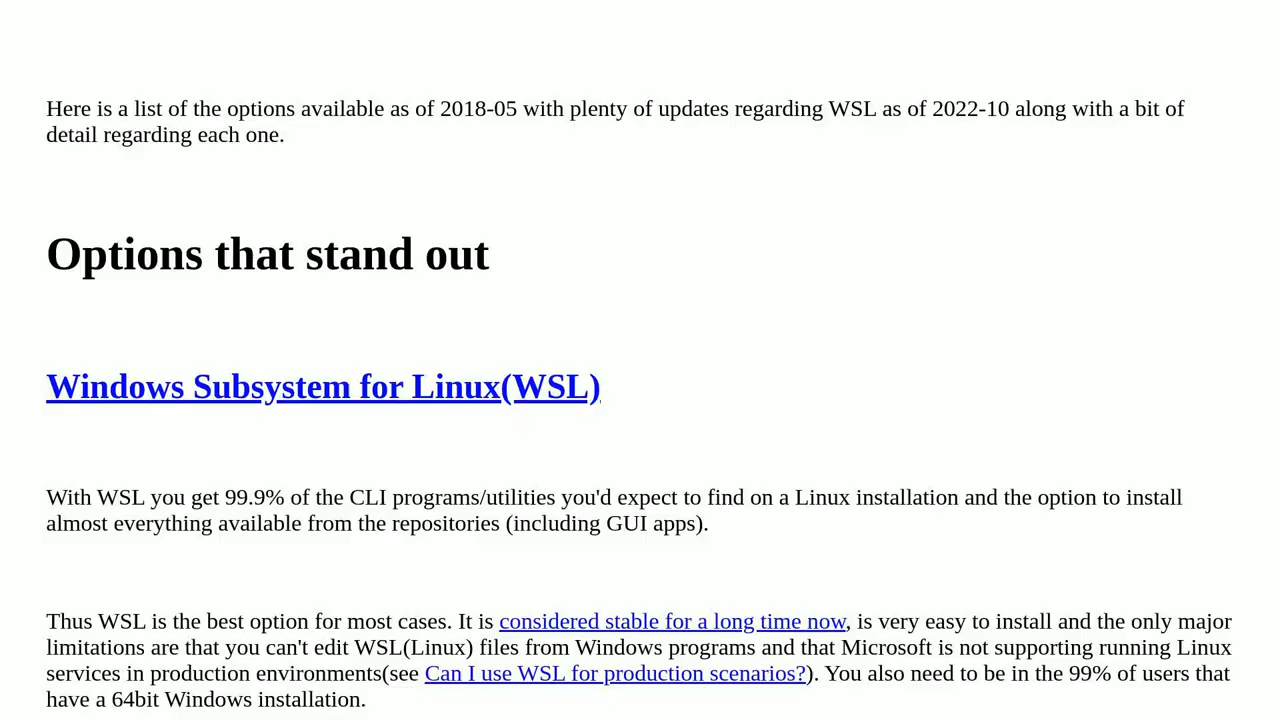 Here is a list of the options available as of 2018-05 with plenty of updates regarding WSL as of 2022-10 along with a bit of
detail regarding each one.
Options that stand out
Windows Subsystem for Linux(WSL)
With WSL you get 99.9% of the CLI programs/utilities you'd expect to find on a Linux installation and the option to install
almost everything available from the repositories (including GUI apps).
Thus WSL is the best option for most cases. It is considered stable for a long time now, is very easy to install and the only major
limitations are that you can't edit WSL(Linux) files from Windows programs and that Microsoft is not supporting running Linux
services in production environments(see Can I use WSL for production scenarios?). You also need to be in the 99% of users that
have a 64bit Windows installation.